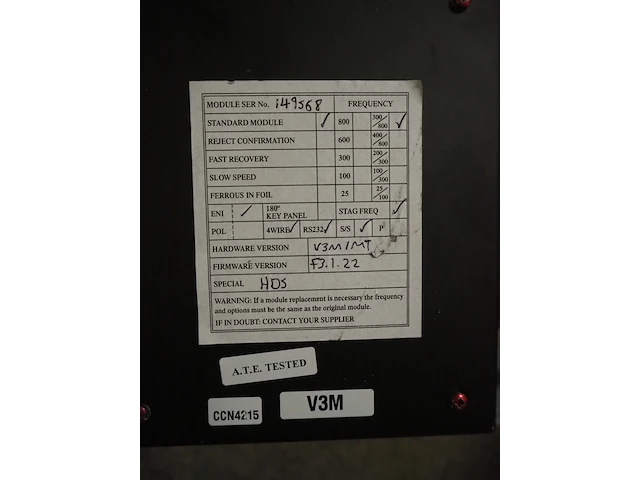 MODULE SER No. 149568 FREQUENCY
STANDARD MODULE ✓ 800 300/800 ✓
REJECT CONFIRMATION 600 400/800
FAST RECOVERY 300 200/300
SLOW SPEED 100 100/300
FERROUS IN FOIL 25 25/100
ENI ✓ 180° KEY PANEL STAG FREQ ✓
POL 4WIRE ✓ RS232 ✓ S/S ✓ P
HARDWARE VERSION V3M/MT
FIRMWARE VERSION F3.1.22
SPECIAL HDS
WARNING: If a module replacement is necessary the frequency
and options must be the same as the original module.
IF IN DOUBT: CONTACT YOUR SUPPLIER
A.T.E. TESTED
CCN4215
V3M